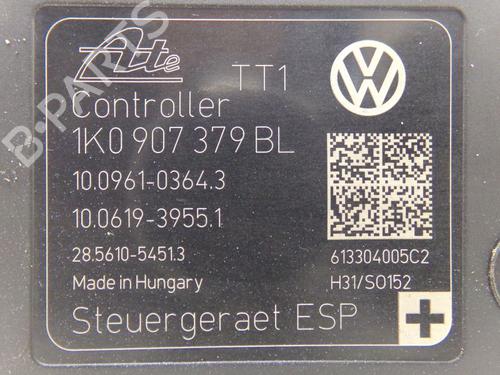 Ate
TT1
Controller
1K0 907 379 BL
10.0961-0364.3
10.0619-3955.1
28.5610-5451.3
613304005C2
Made in Hungary
H31/SO152
Steuergeraet ESP
B-PARTS